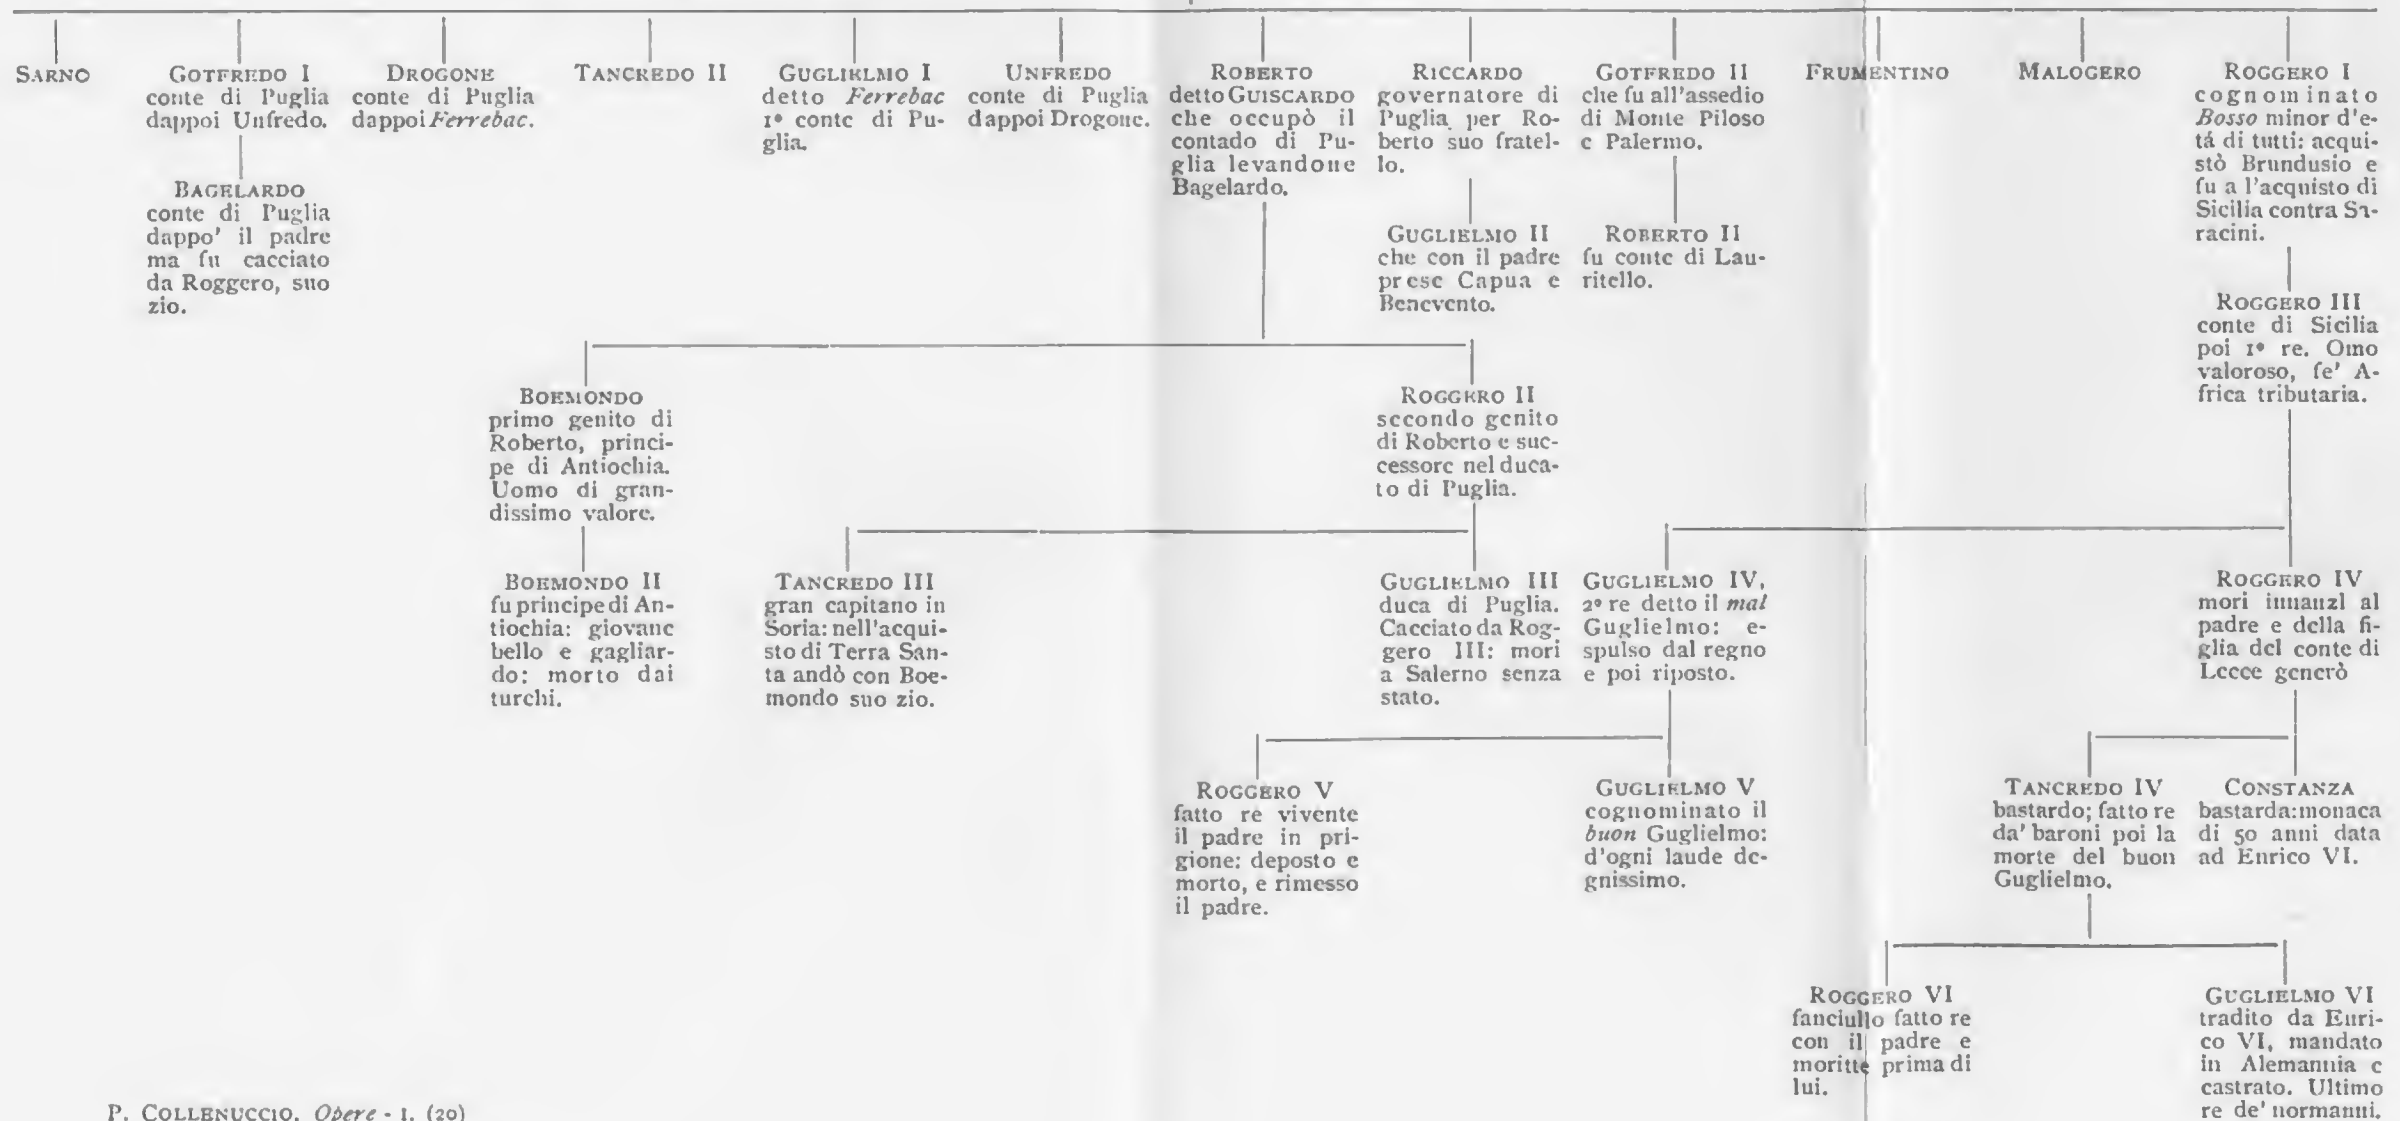 SARNO
GOTFREDO I
conte di Puglia
dappoi Unfredo.
DROGONE
conte di Puglia
dappoi Ferrebac.
TANCREDO II
GUGLIELMO I
detto Ferrebac
1º conte di Pu-
glia.
UNFREDO
conte di Puglia
dappoi Drogone.
ROBERTO
detto GUISCARDO
che occupò il
contado di Pu-
glia levandone
Bagelardo.
RICCARDO
governatore di
Puglia per Ro-
berto suo fratel-
lo.
GOTFREDO II
che fu all'assedio
di Monte Piloso
e Palermo.
FRUMENTINO
MALOGERO
ROGGERO I
cognominato
Bosso minor d'e-
tá di tutti: acqui-
stò Brundusio e
fu a l'acquisto di
Sicilia contra Sa-
racini.
BAGELARDO
conte di Puglia
dappo' il padre
ma fu cacciato
da Roggero, suo
zio.
GUGLIELMO II
che con il padre
prese Capua e
Benevento.
ROBERTO II
fu conte di Lau-
ritello.
ROGGERO III
conte di Sicilia
poi 1º re. Omo
valoroso, fe' A-
frica tributaria.
BOEMONDO
primo genito di
Roberto, princi-
pe di Antiochia.
Uomo di gran-
dissimo valore.
ROGGERO II
secondo genito
di Roberto e suc-
cessore nel duca-
to di Puglia.
BOEMONDO II
fu principe di An-
tiochia: giovane
bello e gagliar-
do: morto dai
turchi.
TANCREDO III
gran capitano in
Soria: nell'acqui-
sto di Terra San-
ta andò con Boe-
mondo suo zio.
GUGLIELMO III
duca di Puglia.
Cacciato da Rog-
gero III: mori
a Salerno senza
stato.
GUGLIELMO IV,
2º re detto il mal
Guglielmo: e-
spulso dal regno
e poi riposto.
ROGGERO IV
mori innanzi al
padre e della fi-
glia del conte di
Lecce generò
ROGGERO V
fatto re vivente
il padre in pri-
gione: deposto e
morto, e rimesso
il padre.
GUGLIELMO V
cognominato il
buon Guglielmo:
d'ogni laude de-
gnissimo.
TANCREDO IV
bastardo; fatto re
da' baroni poi la
morte del buon
Guglielmo.
CONSTANZA
bastarda: monaca
di 50 anni data
ad Enrico VI.
ROGGERO VI
fanciullo fatto re
con il padre e
moritte prima di
lui.
GUGLIELMO VI
tradito da Enri-
co VI, mandato
in Alemannia e
castrato. Ultimo
re de' normanni.
P. COLLENUCCIO, Opere - I. (20)